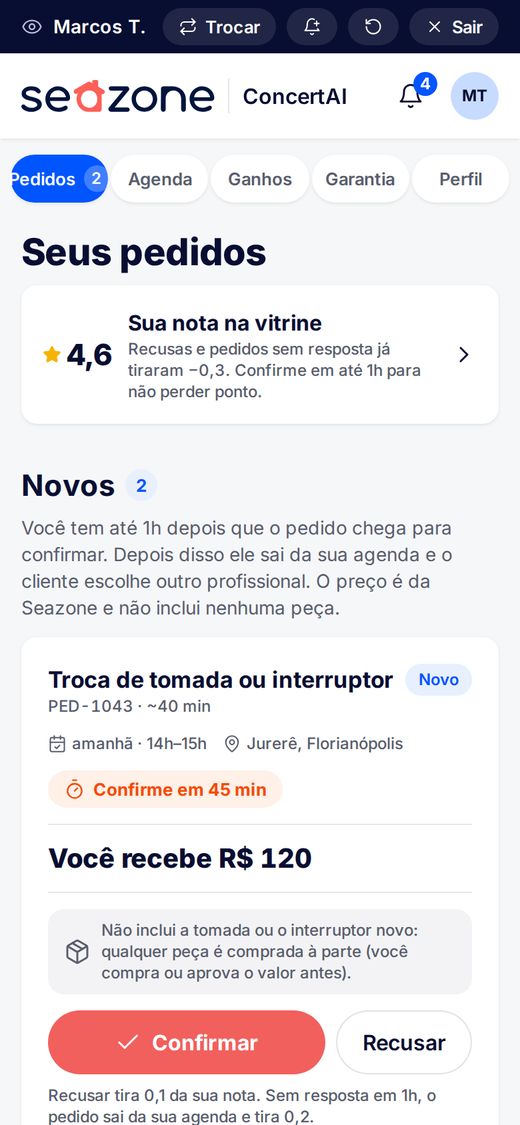 Marcos T.
Trocar
Sair
seazone
ConcertAI
4
MT
Pedidos 2
Agenda
Ganhos
Garantia
Perfil
Seus pedidos
4,6
Sua nota na vitrine
Recusas e pedidos sem resposta já
tiraram −0,3. Confirme em até 1h para
não perder ponto.
Novos 2
Você tem até 1h depois que o pedido chega para
confirmar. Depois disso ele sai da sua agenda e o
cliente escolhe outro profissional. O preço é da
Seazone e não inclui nenhuma peça.
Troca de tomada ou interruptor
Novo
PED-1043 · ~40 min
amanhã · 14h–15h
Jurerê, Florianópolis
Confirme em 45 min
Você recebe R$ 120
Não inclui a tomada ou o interruptor novo:
qualquer peça é comprada à parte (você
compra ou aprova o valor antes).
Confirmar
Recusar
Recusar tira 0,1 da sua nota. Sem resposta em 1h, o
pedido sai da sua agenda e tira 0,2.